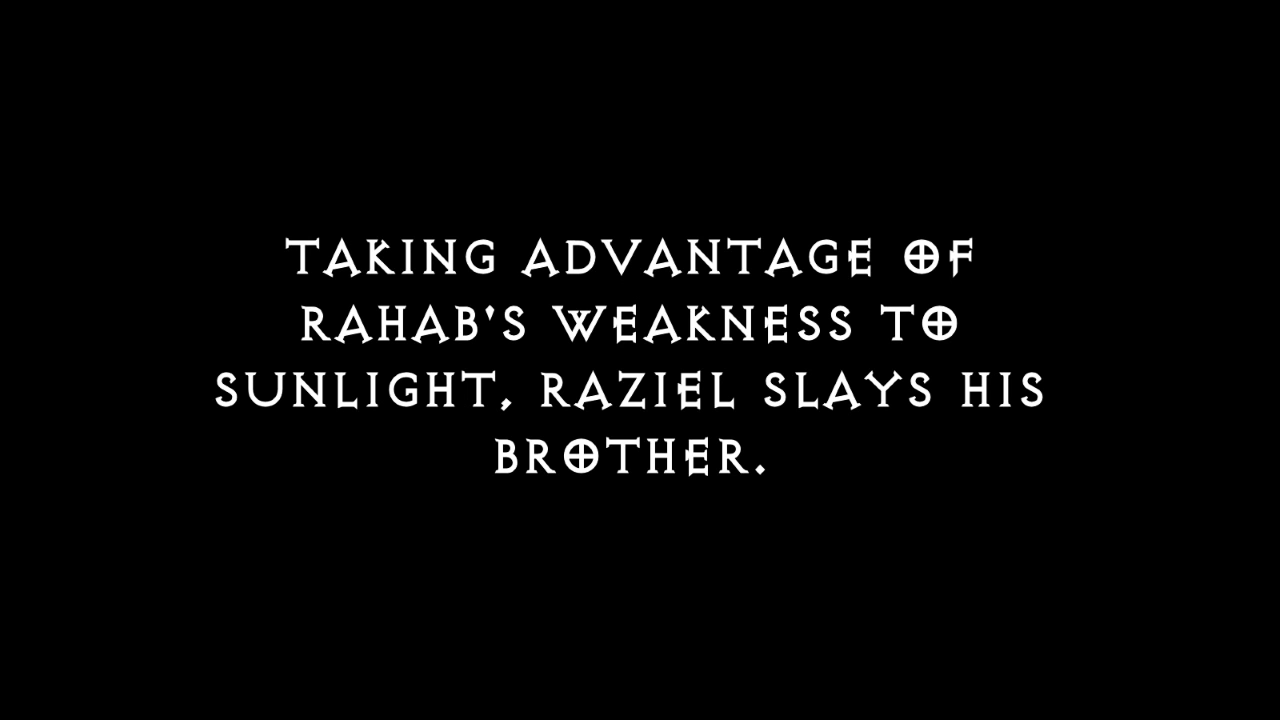 TAKING ADVANTAGE OF
RAHAB'S WEAKNESS TO
SUNLIGHT, RAZIEL SLAYS HIS
BROTHER.